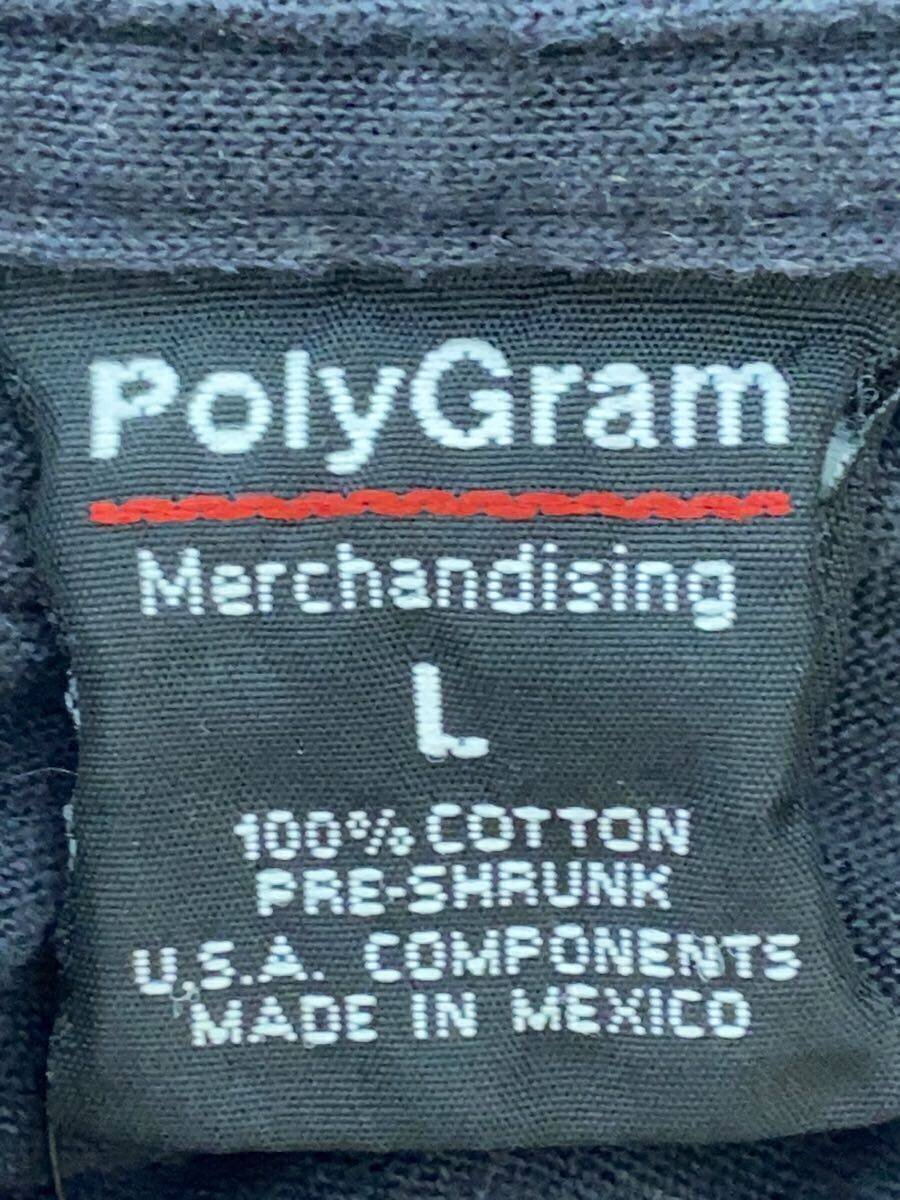 PolyGram
Merchandising
L
100% COTTON
PRE-SHRUNK
U.S.A. COMPONENTS
MADE IN MEXICO